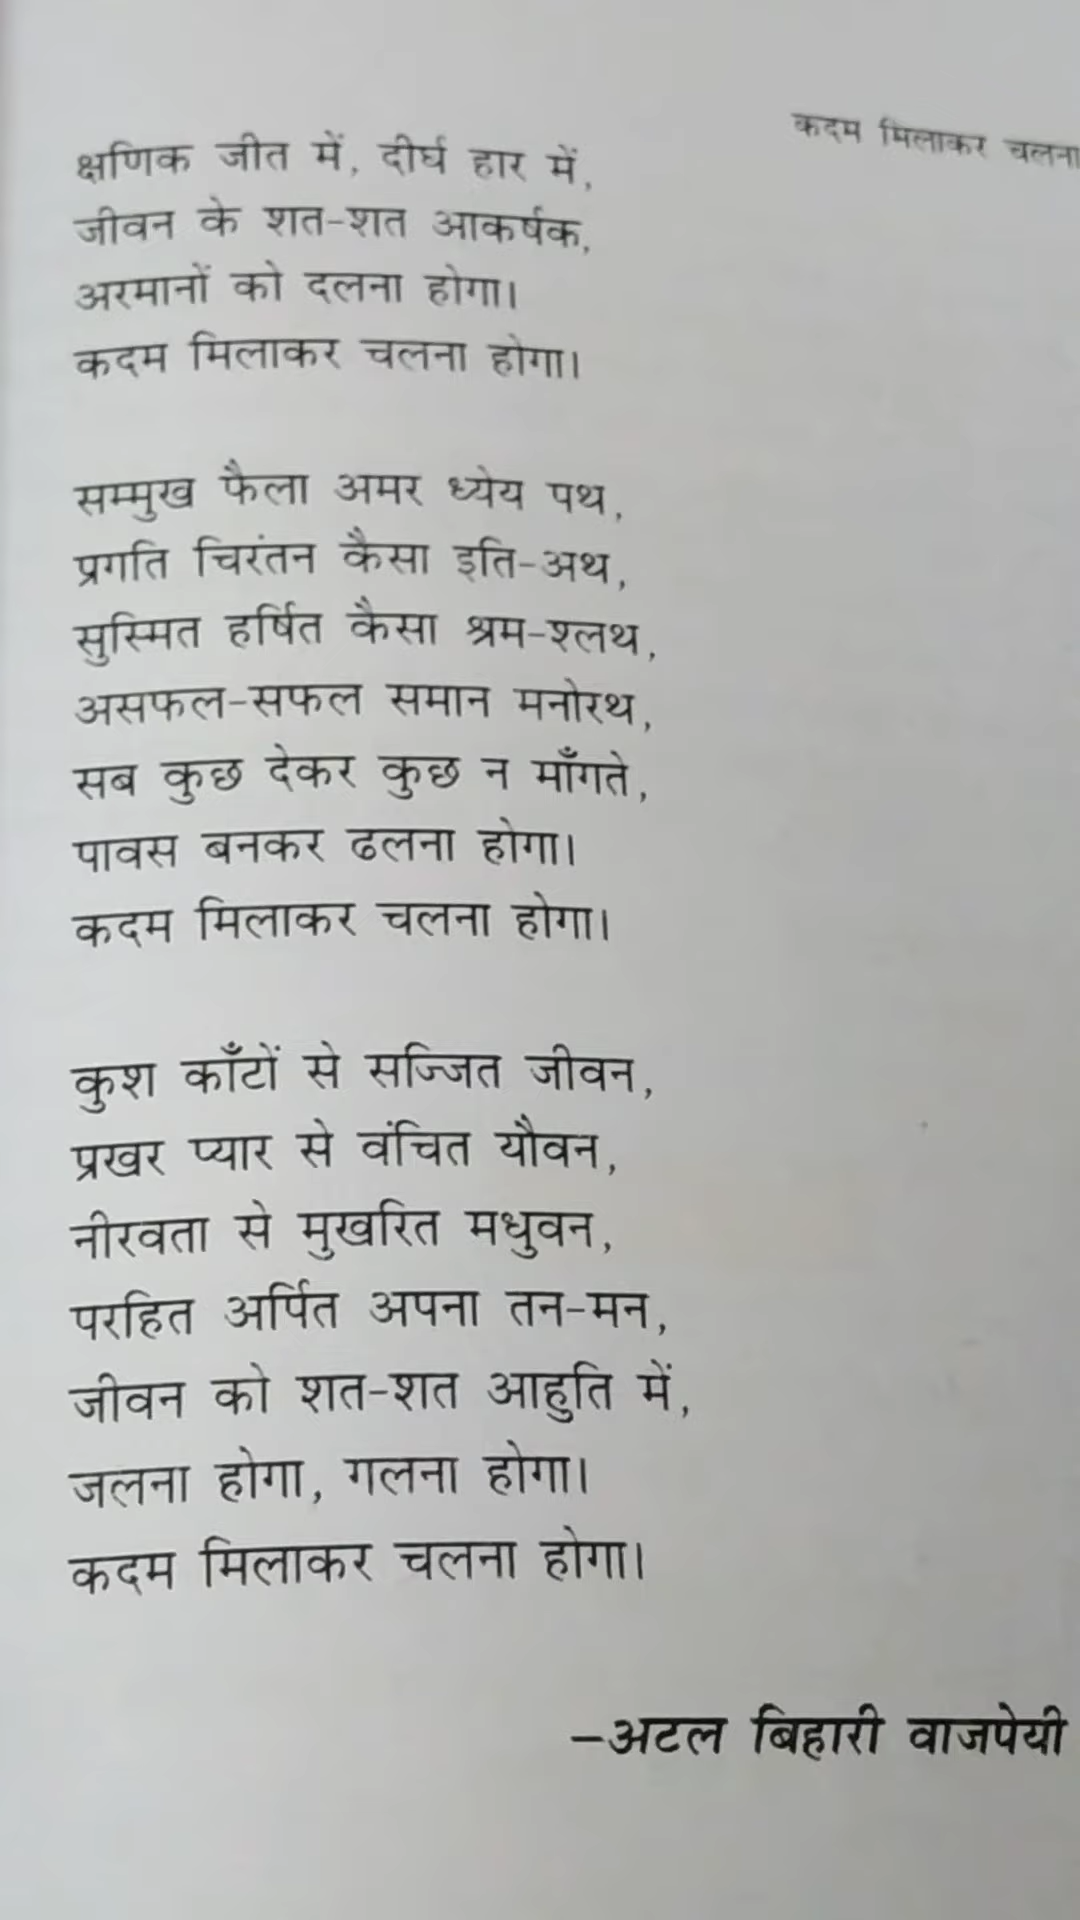 कदम मिलाकर चलना
क्षणिक जीत में, दीर्घ हार में,
जीवन के शत-शत आकर्षक,
अरमानों को दलना होगा।
कदम मिलाकर चलना होगा।
सम्मुख फैला अमर ध्येय पथ,
प्रगति चिरंतन कैसा इति-अथ,
सुस्मित हर्षित कैसा श्रम-श्लथ,
असफल-सफल समान मनोरथ,
सब कुछ देकर कुछ न माँगते,
पावस बनकर ढलना होगा।
कदम मिलाकर चलना होगा।
कुश काँटों से सज्जित जीवन,
प्रखर प्यार से वंचित यौवन,
नीरवता से मुखरित मधुवन,
परहित अर्पित अपना तन-मन,
जीवन को शत-शत आहुति में,
जलना होगा, गलना होगा।
कदम मिलाकर चलना होगा।
–अटल बिहारी वाजपेयी